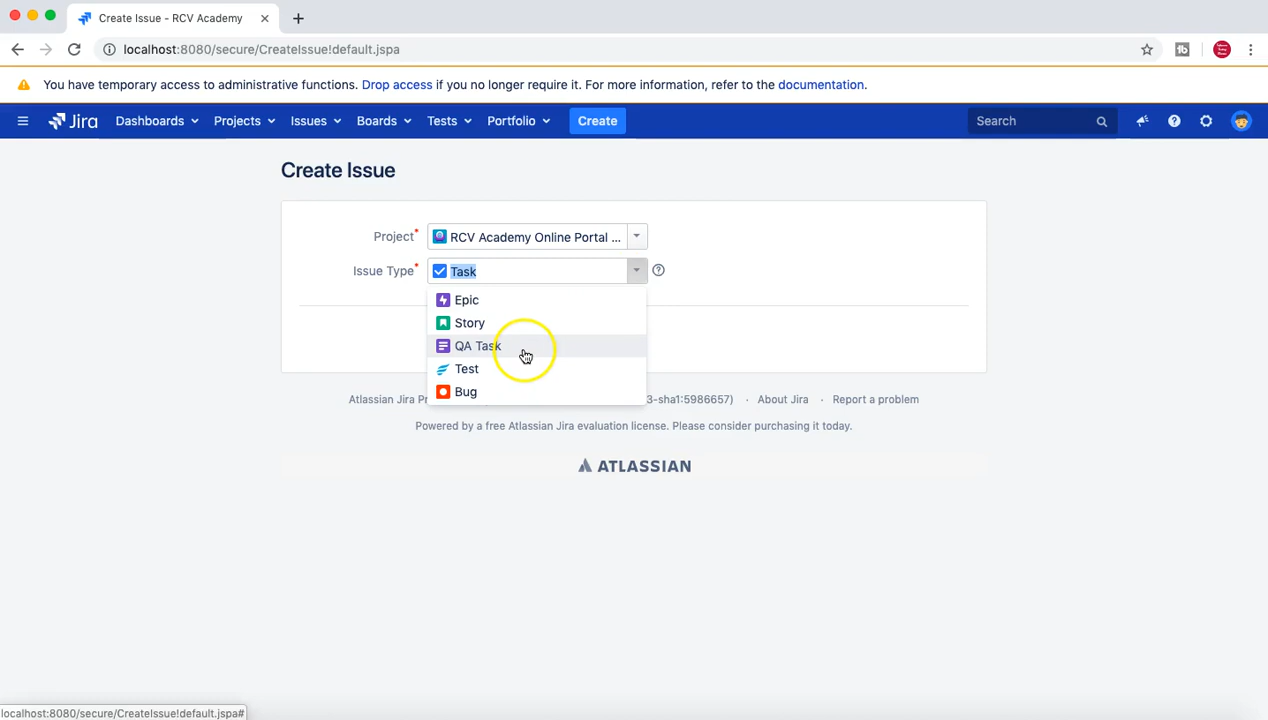 Create Issue - RCV Academy
localhost:8080/secure/CreateIssue!default.jspa
You have temporary access to administrative functions. Drop access if you no longer require it. For more information, refer to the documentation.
Jira Dashboards Projects Issues Boards Tests Portfolio Create Search
Create Issue
Project* RCV Academy Online Portal ...
Issue Type* Task
Epic
Story
QA Task
Test
Bug
Atlassian Jira 3-sha1:5986657) · About Jira · Report a problem
Powered by a free Atlassian Jira evaluation license. Please consider purchasing it today.
ATLASSIAN
localhost:8080/secure/CreateIssue!default.jspa#